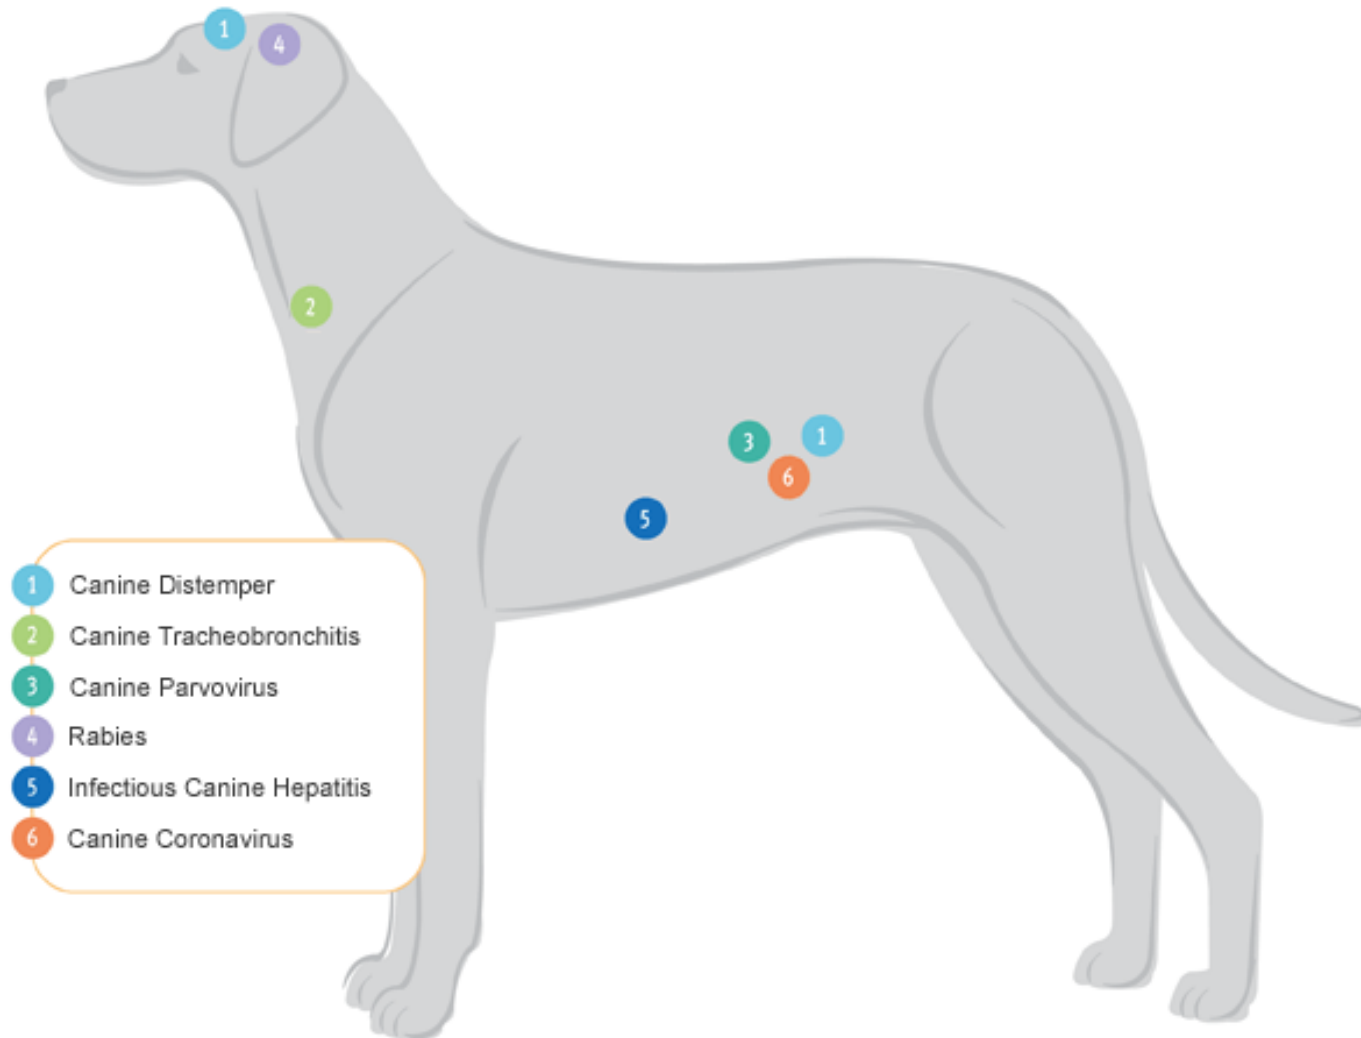 1
4
2
3
1
6
5
1 Canine Distemper
2 Canine Tracheobronchitis
3 Canine Parvovirus
4 Rabies
5 Infectious Canine Hepatitis
6 Canine Coronavirus